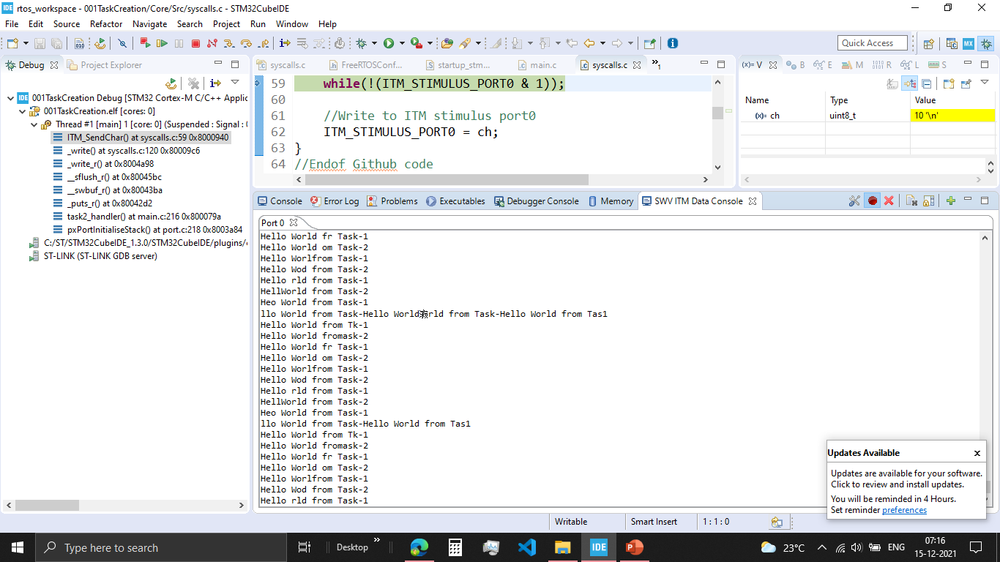 IDE rtos_workspace - 001TaskCreation/Core/Src/syscalls.c - STM32CubeIDE
File Edit Source Refactor Navigate Search Project Run Window Help
Quick Access
Debug Project Explorer
syscalls.c FreeRTOSConf... startup_stm... main.c syscalls.c »1
(x)= V B E M R L S
001TaskCreation Debug [STM32 Cortex-M C/C++ Applic
001TaskCreation.elf [cores: 0]
Thread #1 [main] 1 [core: 0] (Suspended : Signal :
ITM_SendChar() at syscalls.c:59 0x8000940
_write() at syscalls.c:120 0x80009c6
_write_r() at 0x8004a98
__sflush_r() at 0x80045bc
__swbuf_r() at 0x80043ba
_puts_r() at 0x80042d2
task2_handler() at main.c:216 0x800079a
pxPortInitialiseStack() at port.c:218 0x8003a84
C:/ST/STM32CubeIDE_1.3.0/STM32CubeIDE/plugins/
ST-LINK (ST-LINK GDB server)
59 while(!(ITM_STIMULUS_PORT0 & 1));
60
61 //Write to ITM stimulus port0
62 ITM_STIMULUS_PORT0 = ch;
63 }
64 //Endof Github code
Name Type Value
(x)= ch uint8_t 10 '\n'
Console Error Log Problems Executables Debugger Console Memory SWV ITM Data Console
Port 0
Hello World fr Task-1
Hello World om Task-2
Hello Worlfrom Task-1
Hello Wod from Task-2
Hello rld from Task-1
HellWorld from Task-2
Heo World from Task-1
llo World from Task-Hello World rld from Task-Hello World from Tas1
Hello World from Tk-1
Hello World fromask-2
Hello World fr Task-1
Hello World om Task-2
Hello Worlfrom Task-1
Hello Wod from Task-2
Hello rld from Task-1
HellWorld from Task-2
Heo World from Task-1
llo World from Task-Hello World from Tas1
Hello World from Tk-1
Hello World fromask-2
Hello World fr Task-1
Hello World om Task-2
Hello Worlfrom Task-1
Hello Wod from Task-2
Hello rld from Task-1
Updates Available x
Updates are available for your software.
Click to review and install updates.
You will be reminded in 4 Hours.
Set reminder preferences
Writable Smart Insert 1 : 1 : 0
Type here to search
Desktop
IDE
23°C
ENG
07:16
15-12-2021